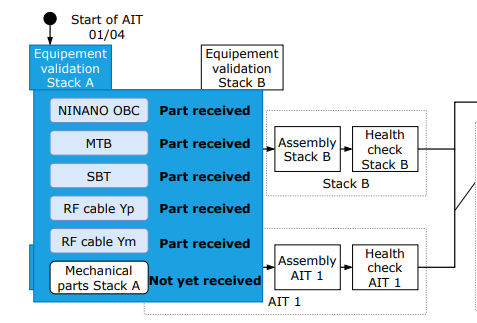 Start of AIT
01/04
Equipement
validation
Stack A
Equipement
validation
Stack B
NINANO OBC
Part received
MTB
Part received
SBT
Part received
RF cable Yp
Part received
RF cable Ym
Part received
Mechanical
parts Stack A
Not yet received
Assembly
Stack B
Health
check
Stack B
Stack B
Assembly
AIT 1
Health
check
AIT 1
AIT 1